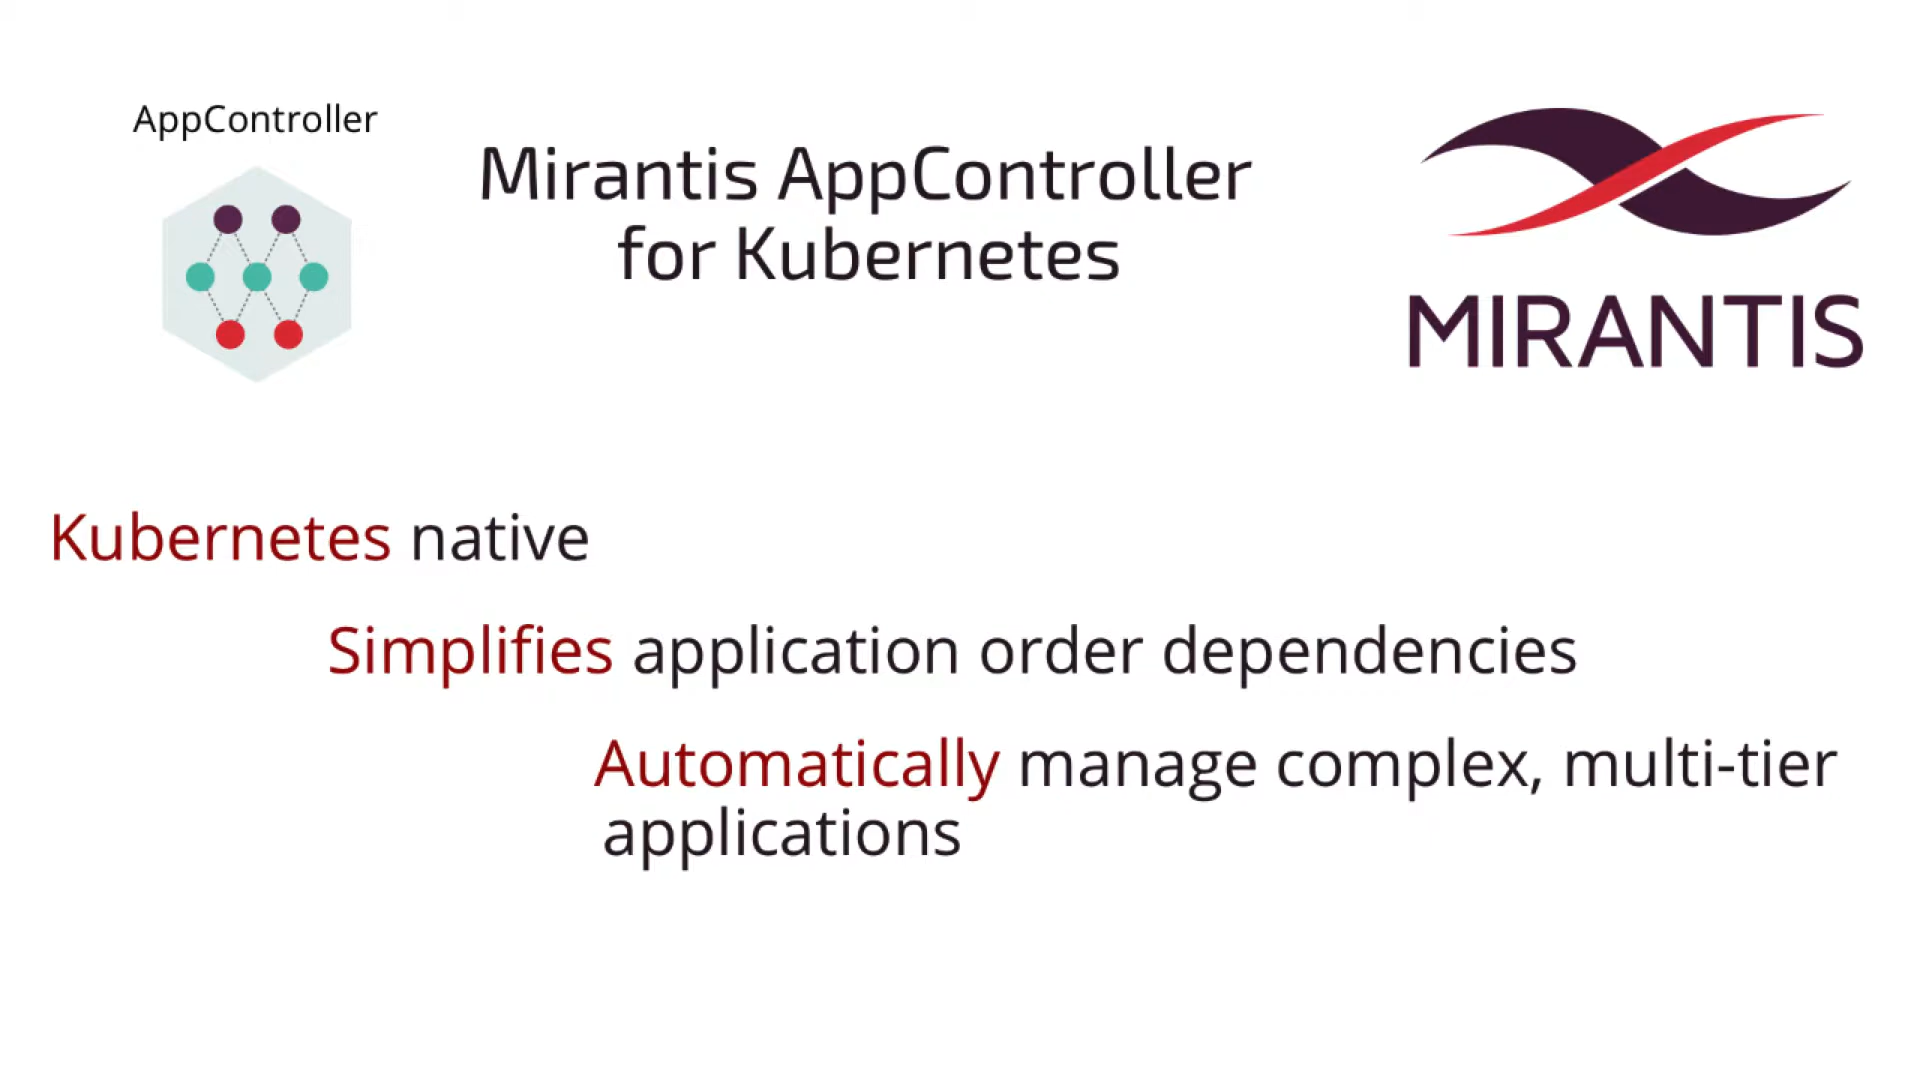 AppController
Mirantis AppController
for Kubernetes
MIRANTIS
Kubernetes native
Simplifies application order dependencies
Automatically manage complex, multi-tier
applications